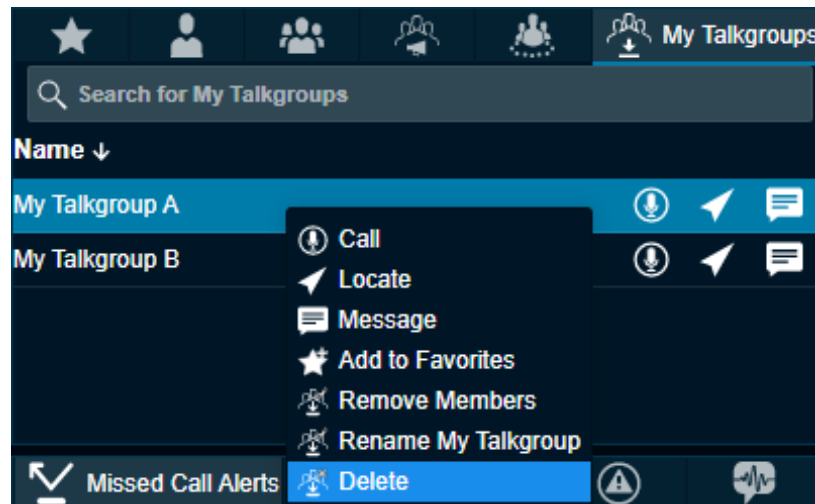 My Talkgroups
Search for My Talkgroups
Name
My Talkgroup A
My Talkgroup B
Call
Locate
Message
Add to Favorites
Remove Members
Rename My Talkgroup
Delete
Missed Call Alerts